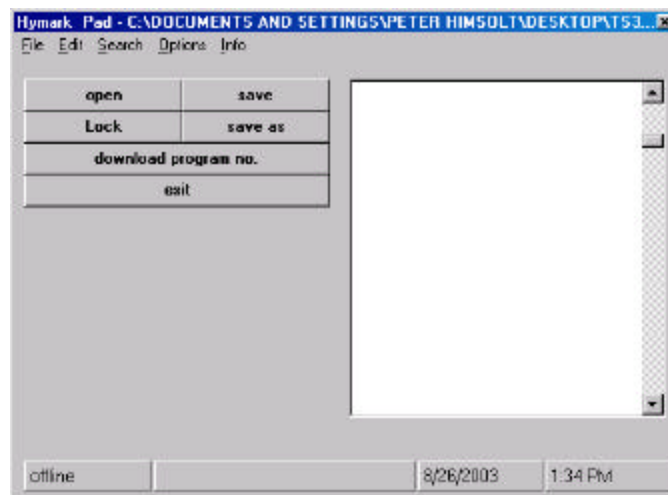 Hymark Pad - C:\DOCUMENTS AND SETTINGS\PETER HIMSOLT\DESKTOP\TS3...
File Edit Search Options Info
open save
Lock save as
download program no.
exit
offline 8/26/2003 1:34 PM